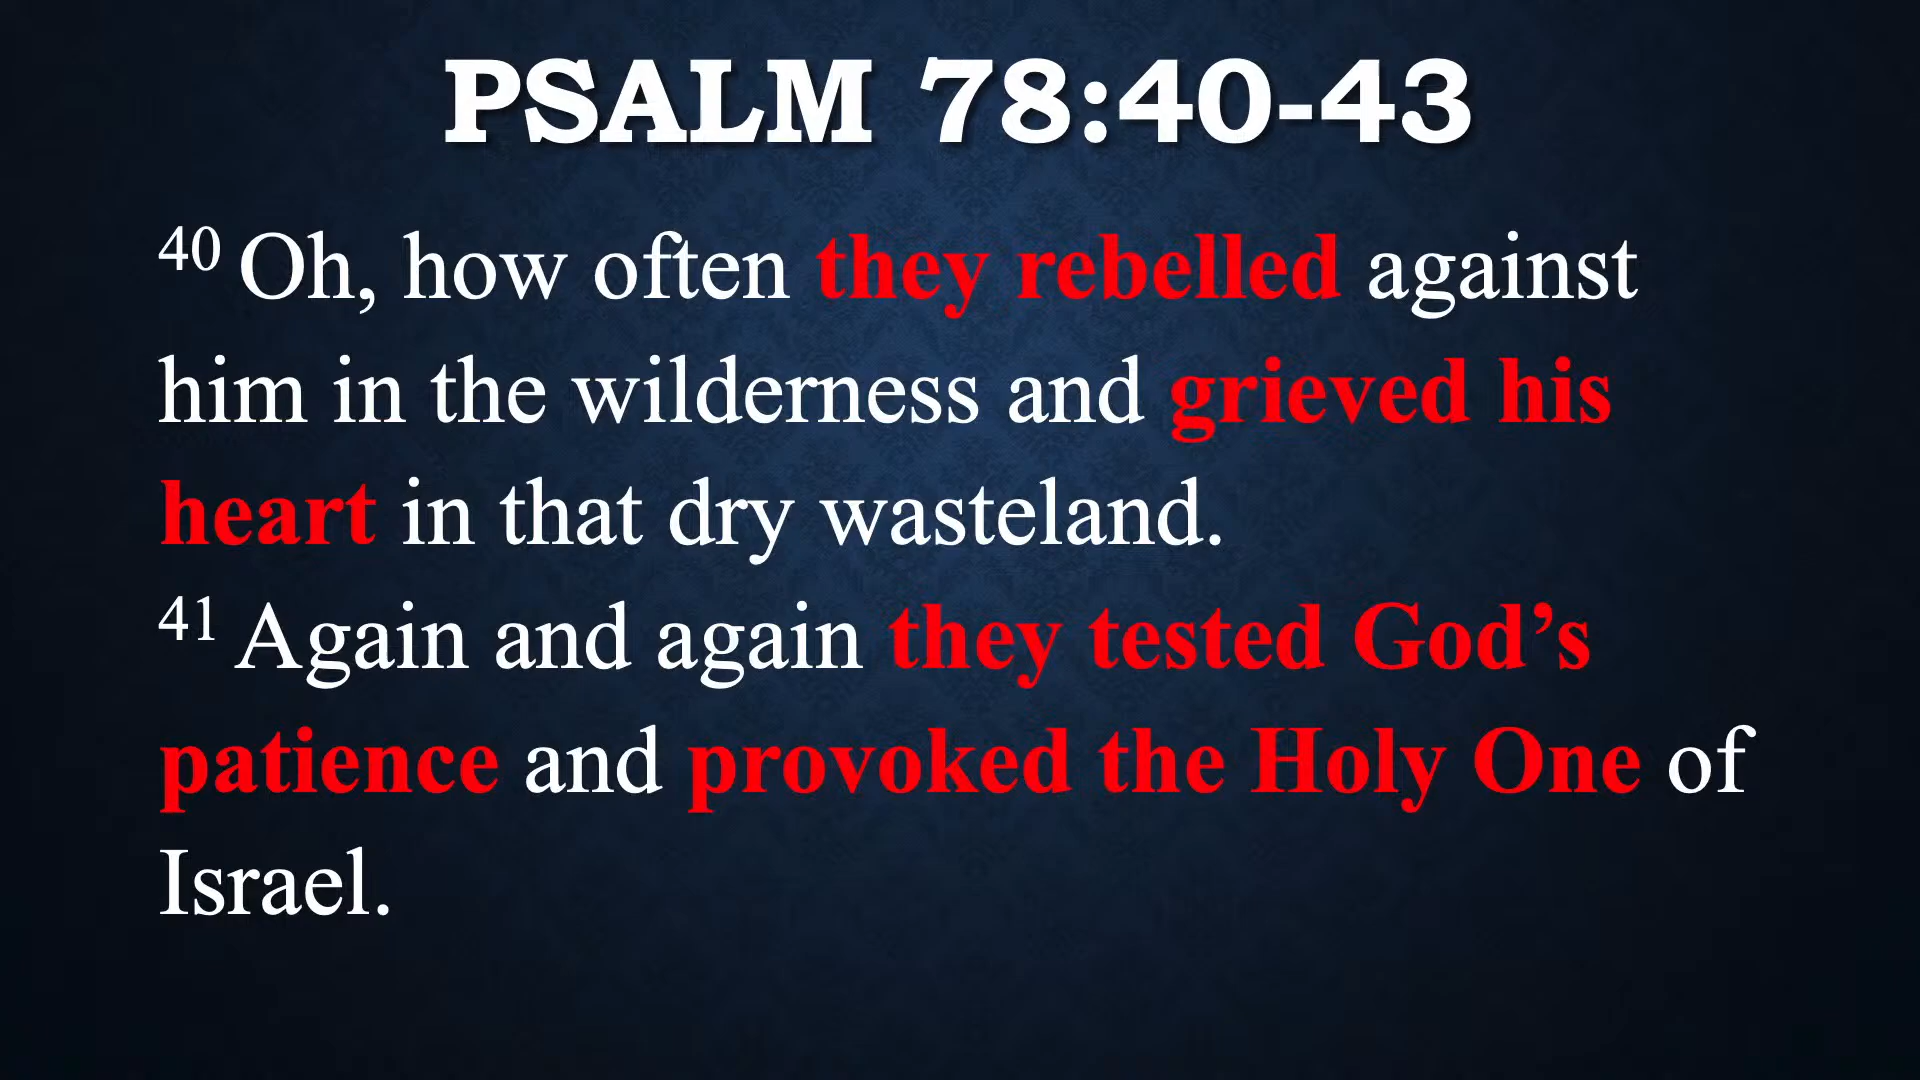 PSALM 78:40-43
40 Oh, how often they rebelled against
him in the wilderness and grieved his
heart in that dry wasteland.
41 Again and again they tested God’s
patience and provoked the Holy One of
Israel.